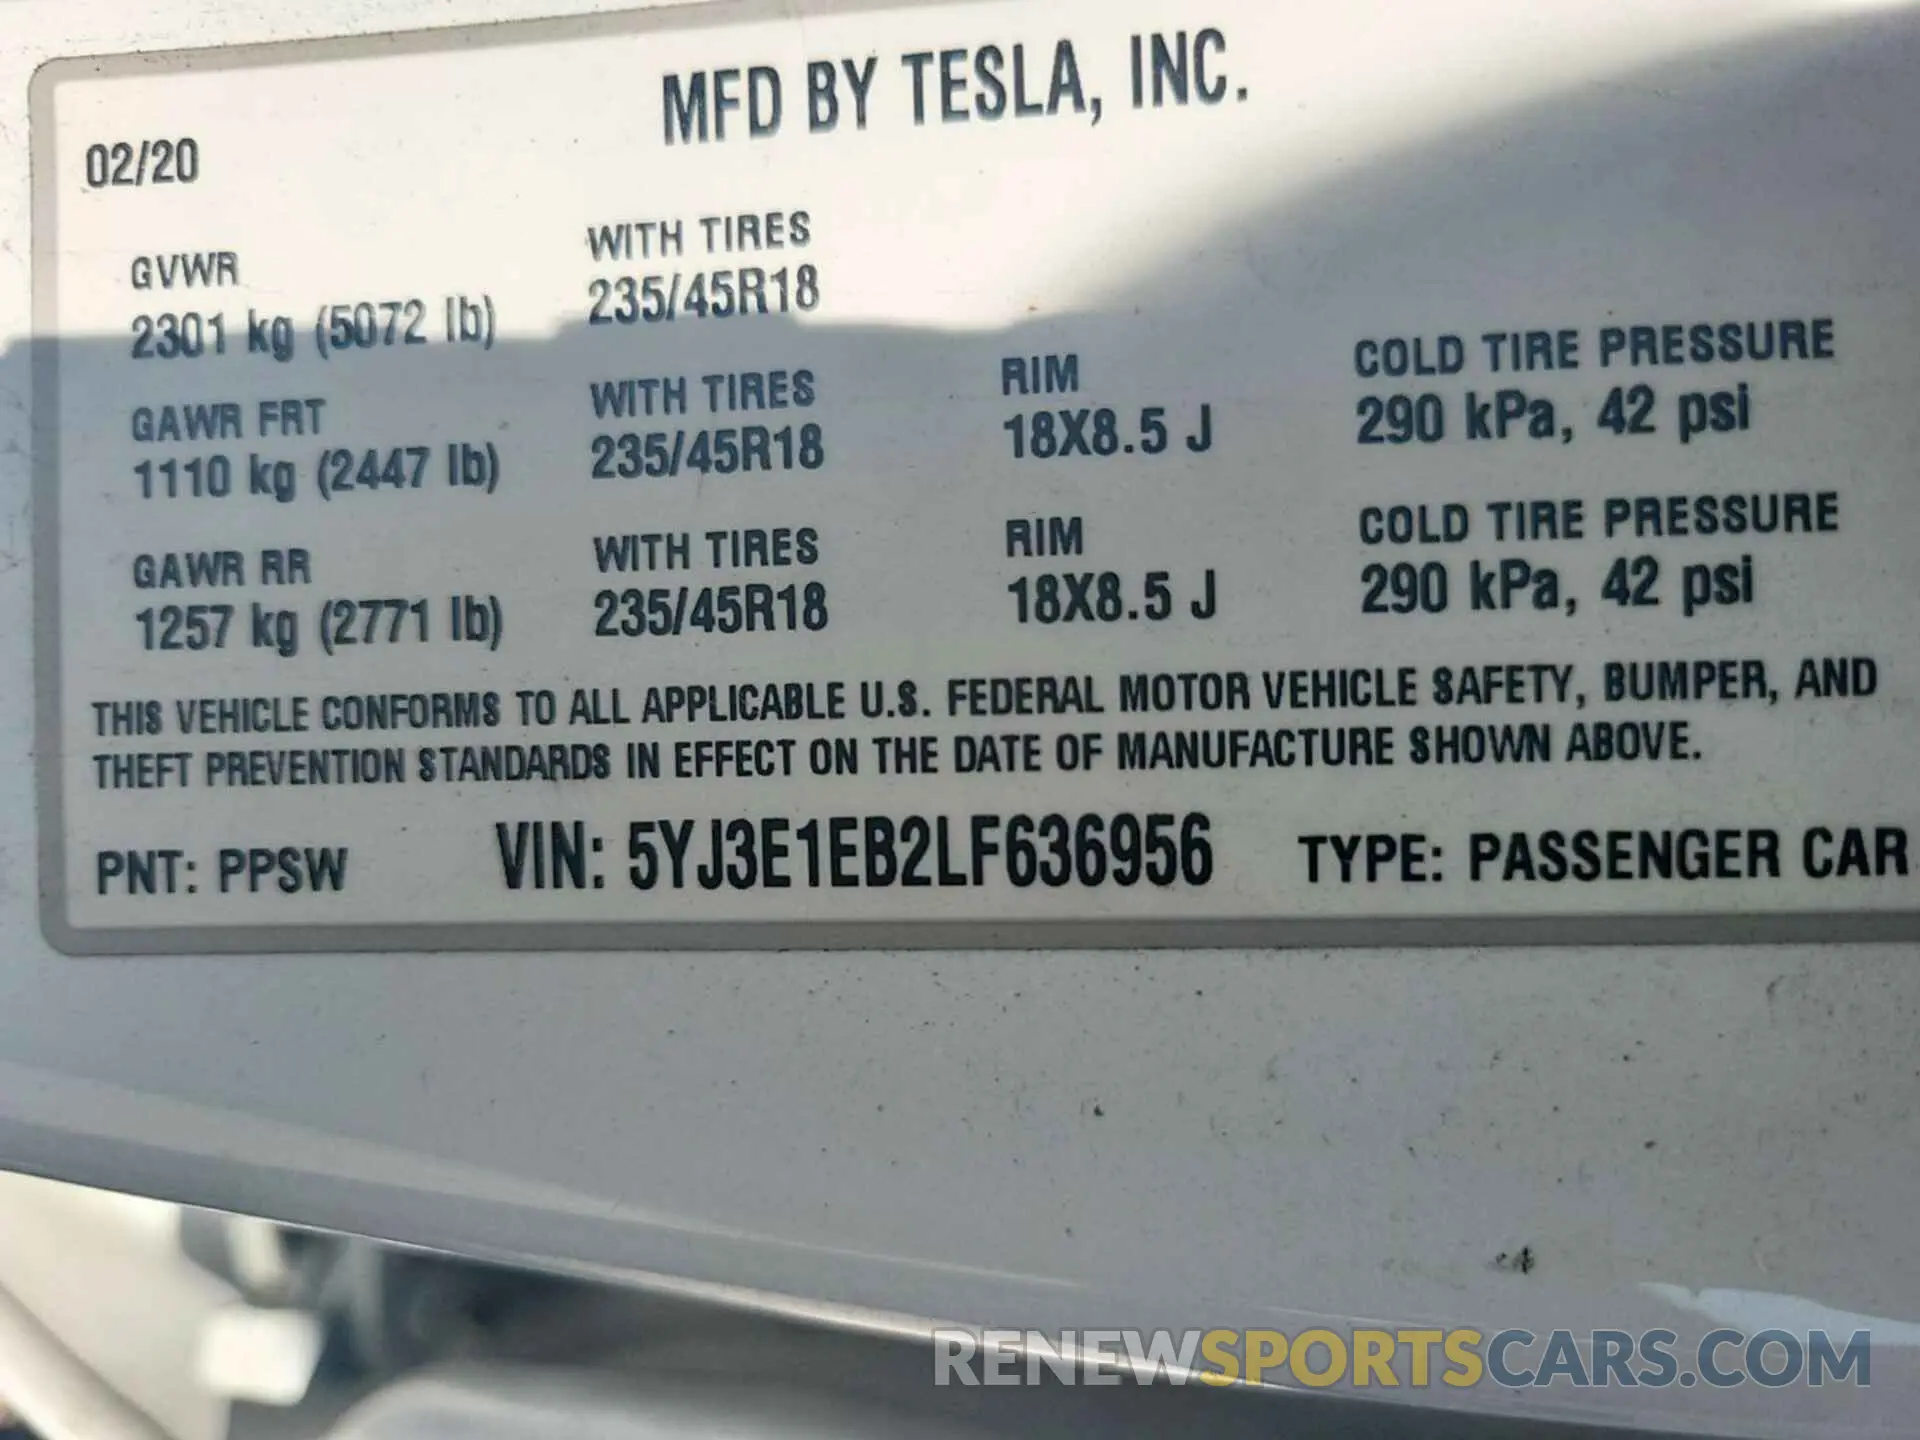 MFD BY TESLA, INC.
02/20
GVWR WITH TIRES
2301 kg (5072 lb) 235/45R18
GAWR FRT WITH TIRES RIM COLD TIRE PRESSURE
1110 kg (2447 lb) 235/45R18 18X8.5 J 290 kPa, 42 psi
GAWR RR WITH TIRES RIM COLD TIRE PRESSURE
1257 kg (2771 lb) 235/45R18 18X8.5 J 290 kPa, 42 psi
THIS VEHICLE CONFORMS TO ALL APPLICABLE U.S. FEDERAL MOTOR VEHICLE SAFETY, BUMPER, AND
THEFT PREVENTION STANDARDS IN EFFECT ON THE DATE OF MANUFACTURE SHOWN ABOVE.
PNT: PPSW VIN: 5YJ3E1EB2LF636956 TYPE: PASSENGER CAR
RENEWSPORTSCARS.COM